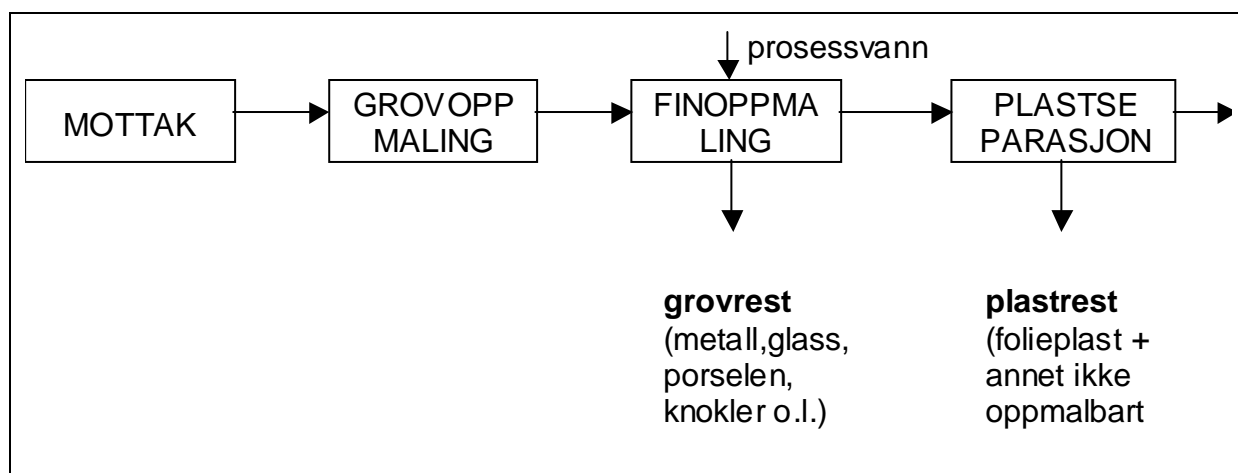 prosessvann
MOTTAK
GROVOPP
MALING
FINOPPMA
LING
PLASTSE
PARASJON
grovrest
(metall,glass,
porselen,
knokler o.l.)
plastrest
(folieplast +
annet ikke
oppmalbart